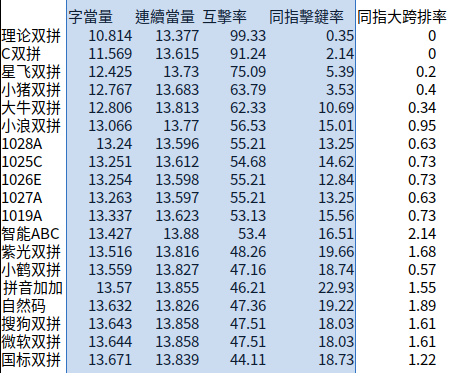 字當量 連續當量 互擊率 同指擊鍵率 同指大跨排率
理论双拼 10.814 13.377 99.33 0.35 0
C双拼 11.569 13.615 91.24 2.14 0
星飞双拼 12.425 13.73 75.09 5.39 0.2
小猪双拼 12.767 13.683 63.79 3.53 0.4
大牛双拼 12.806 13.813 62.33 10.69 0.34
小浪双拼 13.066 13.77 56.53 15.01 0.95
1028A 13.24 13.596 55.21 13.25 0.63
1025C 13.251 13.612 54.68 14.62 0.73
1026E 13.254 13.598 55.21 12.84 0.73
1027A 13.263 13.597 55.21 13.25 0.63
1019A 13.337 13.623 53.13 15.56 0.73
智能ABC 13.427 13.88 53.4 16.51 2.14
紫光双拼 13.516 13.816 48.26 19.66 1.68
小鹤双拼 13.559 13.827 47.16 18.74 0.57
拼音加加 13.57 13.855 46.21 22.93 1.55
自然码 13.632 13.826 47.36 19.22 1.89
搜狗双拼 13.643 13.858 47.51 18.03 1.61
微软双拼 13.644 13.858 47.51 18.03 1.61
国标双拼 13.671 13.839 44.11 18.73 1.22